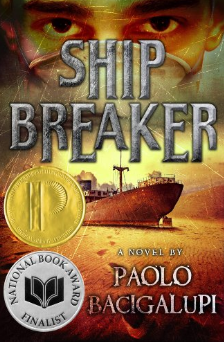 SHIP
BREAKER
A NOVEL BY
PAOLO
BACIGALUPI
NATIONAL BOOK AWARD
FINALIST